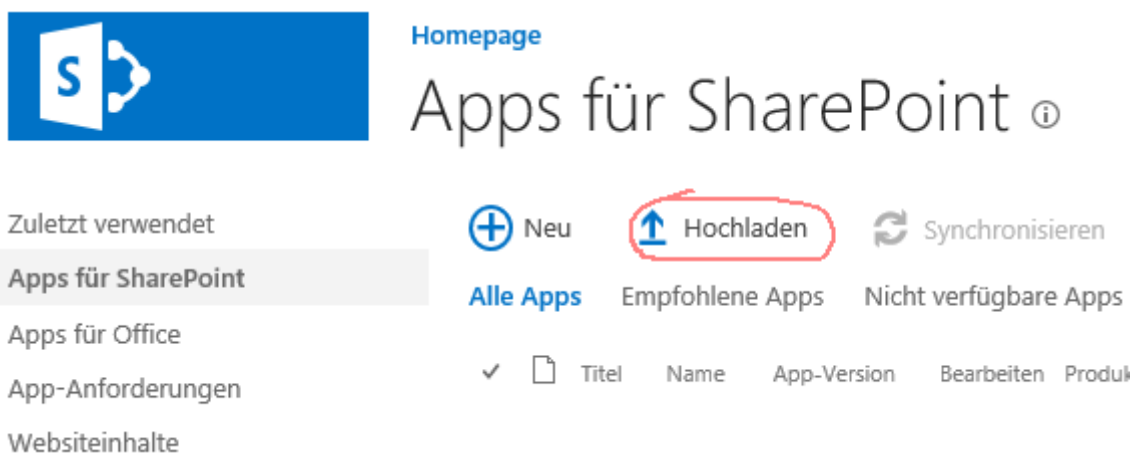 S
Homepage
Apps für SharePoint
Zuletzt verwendet
Apps für SharePoint
Apps für Office
App-Anforderungen
Websiteinhalte
Neu Hochladen Synchronisieren
Alle Apps Empfohlene Apps Nicht verfügbare Apps
Titel Name App-Version Bearbeiten Produk